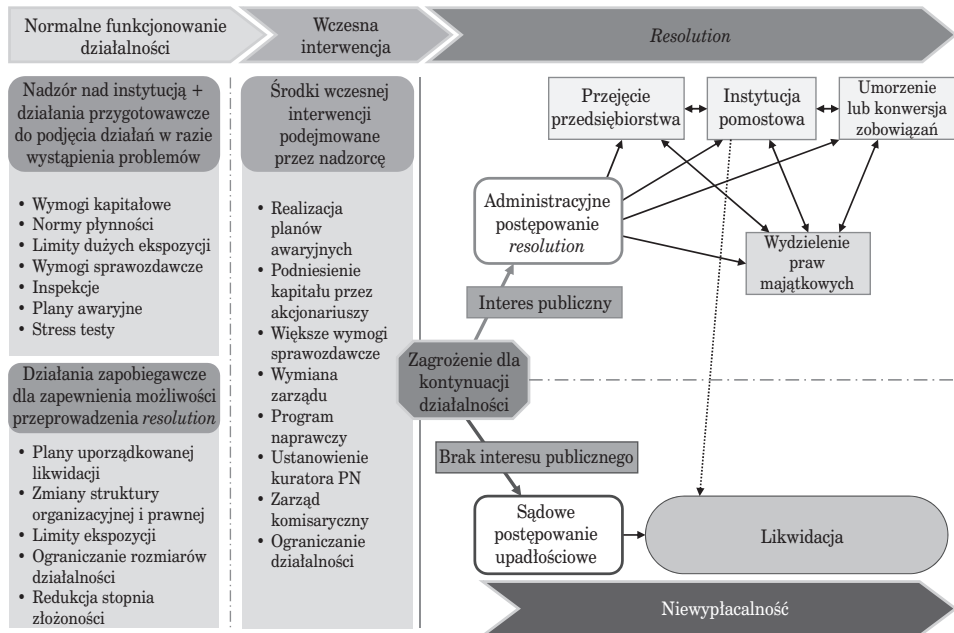 Normalne funkcjonowanie
działalności
Wczesna
interwencja
Resolution
Nadzór nad instytucją +
działania przygotowawcze
do podjęcia działań w razie
wystąpienia problemów
• Wymogi kapitałowe
• Normy płynności
• Limity dużych ekspozycji
• Wymogi sprawozdawcze
• Inspekcje
• Plany awaryjne
• Stress testy
Działania zapobiegawcze
dla zapewnienia możliwości
przeprowadzenia resolution
• Plany uporządkowanej
likwidacji
• Zmiany struktury
organizacyjnej i prawnej
• Limity ekspozycji
• Ograniczanie rozmiarów
działalności
• Redukcja stopnia
złożoności
Środki wczesnej
interwencji
podejmowane
przez nadzorcę
• Realizacja
planów
awaryjnych
• Podniesienie
kapitału przez
akcjonariuszy
• Większe wymogi
sprawozdawcze
• Wymiana
zarządu
• Program
naprawczy
• Ustanowienie
kuratora PN
• Zarząd
komisaryczny
• Ograniczanie
działalności
Przejęcie
przedsiębiorstwa
Instytucja
pomostowa
Umorzenie
lub konwersja
zobowiązań
Administracyjne
postępowanie
resolution
Wydzielenie
praw
majątkowych
Interes publiczny
Zagrożenie dla
kontynuacji
działalności
Brak interesu publicznego
Sądowe
postępowanie
upadłościowe
Likwidacja
Niewypłacalność